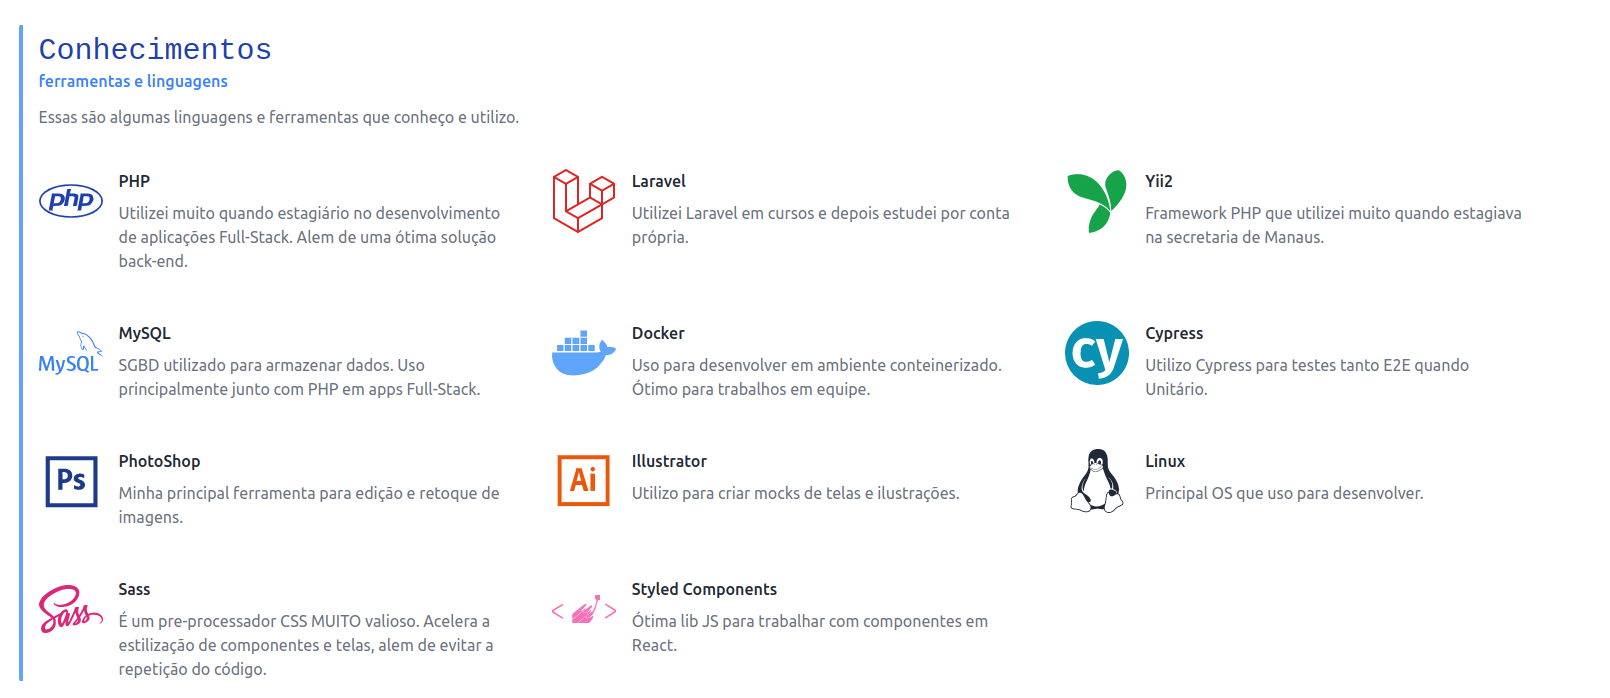 Conhecimentos
ferramentas e linguagens
Essas são algumas linguagens e ferramentas que conheço e utilizo.
php
PHP
Utilizei muito quando estagiário no desenvolvimento
de aplicações Full-Stack. Alem de uma ótima solução
back-end.
Laravel
Utilizei Laravel em cursos e depois estudei por conta
própria.
Yii2
Framework PHP que utilizei muito quando estagiava
na secretaria de Manaus.
MySQL
MySQL
SGBD utilizado para armazenar dados. Uso
principalmente junto com PHP em apps Full-Stack.
Docker
Uso para desenvolver em ambiente conteinerizado.
Ótimo para trabalhos em equipe.
cy
Cypress
Utilizo Cypress para testes tanto E2E quando
Unitário.
Ps
PhotoShop
Minha principal ferramenta para edição e retoque de
imagens.
Ai
Illustrator
Utilizo para criar mocks de telas e ilustrações.
Linux
Principal OS que uso para desenvolver.
Sass
Sass
É um pre-processador CSS MUITO valioso. Acelera a
estilização de componentes e telas, alem de evitar a
repetição do código.
Styled Components
Ótima lib JS para trabalhar com componentes em
React.